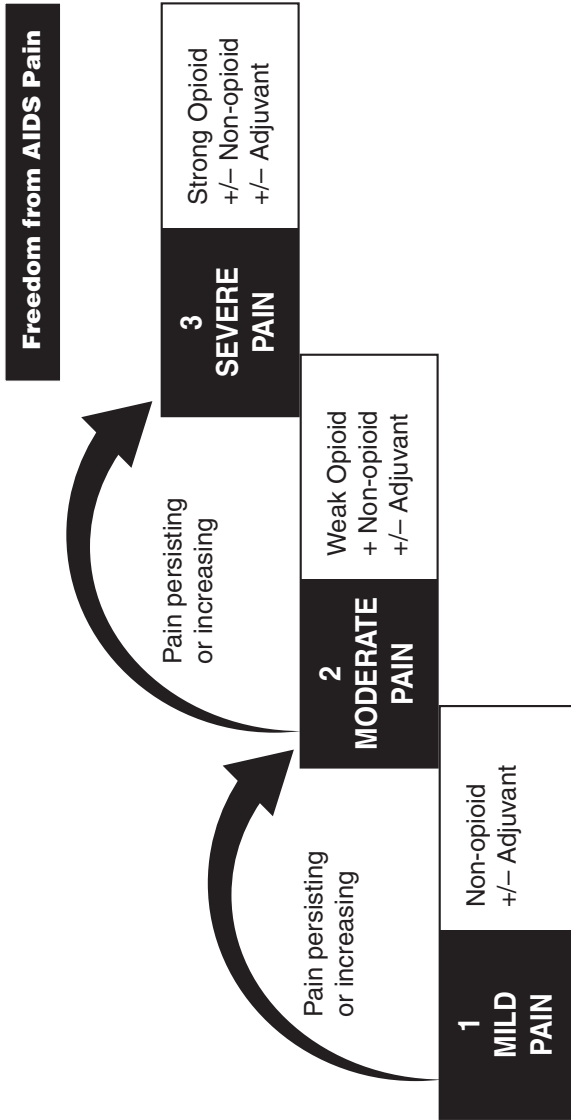 Freedom from AIDS Pain
3
SEVERE
PAIN
Strong Opioid
+/– Non-opioid
+/– Adjuvant
Pain persisting
or increasing
2
MODERATE
PAIN
Weak Opioid
+ Non-opioid
+/– Adjuvant
Pain persisting
or increasing
1
MILD
PAIN
Non-opioid
+/– Adjuvant